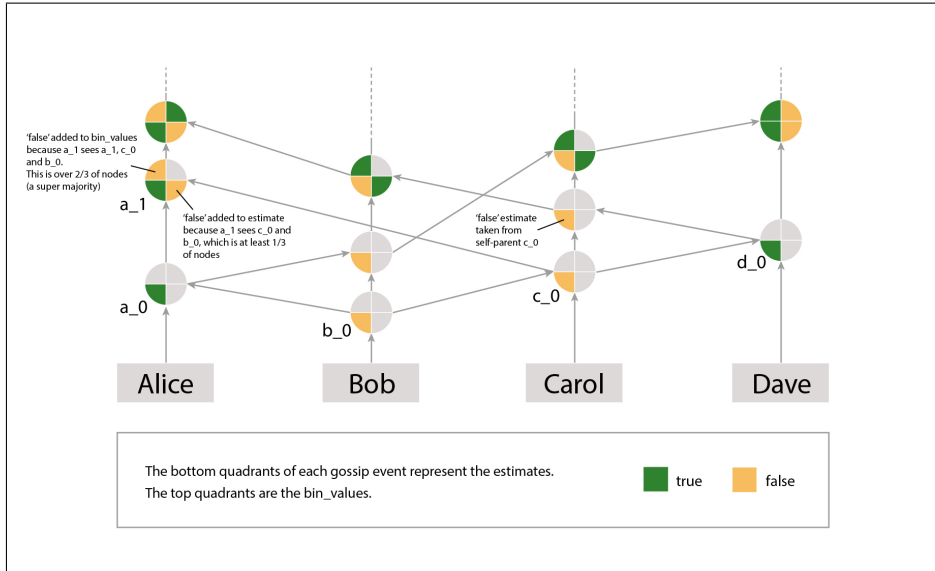 'false' added to bin_values
because a_1 sees a_1, c_0
and b_0.
This is over 2/3 of nodes
(a super majority)
a_1
'false' added to estimate
because a_1 sees c_0 and
b_0, which is at least 1/3
of nodes
'false' estimate
taken from
self-parent c_0
d_0
a_0
c_0
b_0
Alice
Bob
Carol
Dave
The bottom quadrants of each gossip event represent the estimates.
The top quadrants are the bin_values.
true
false